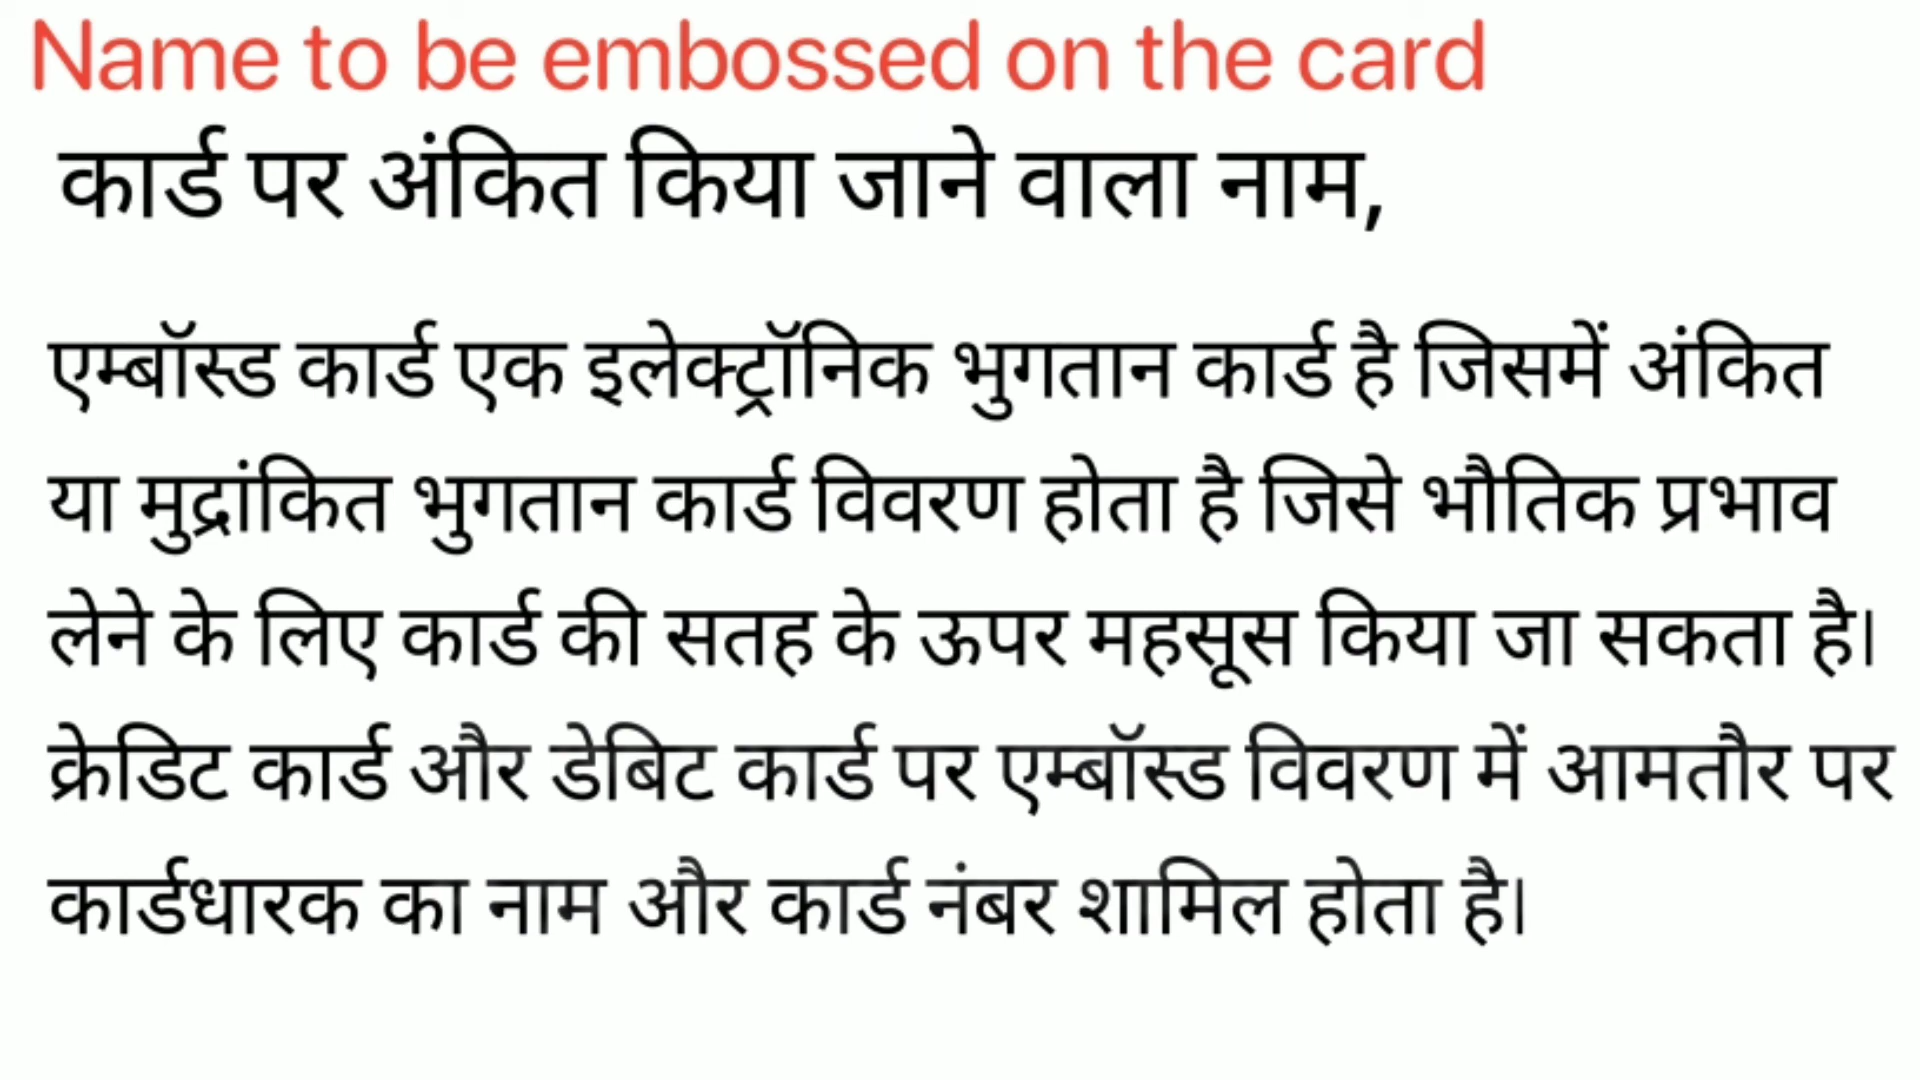 Name to be embossed on the card
कार्ड पर अंकित किया जाने वाला नाम,
एम्बॉस्ड कार्ड एक इलेक्ट्रॉनिक भुगतान कार्ड है जिसमें अंकित
या मुद्रांकित भुगतान कार्ड विवरण होता है जिसे भौतिक प्रभाव
लेने के लिए कार्ड की सतह के ऊपर महसूस किया जा सकता है।
क्रेडिट कार्ड और डेबिट कार्ड पर एम्बॉस्ड विवरण में आमतौर पर
कार्डधारक का नाम और कार्ड नंबर शामिल होता है।